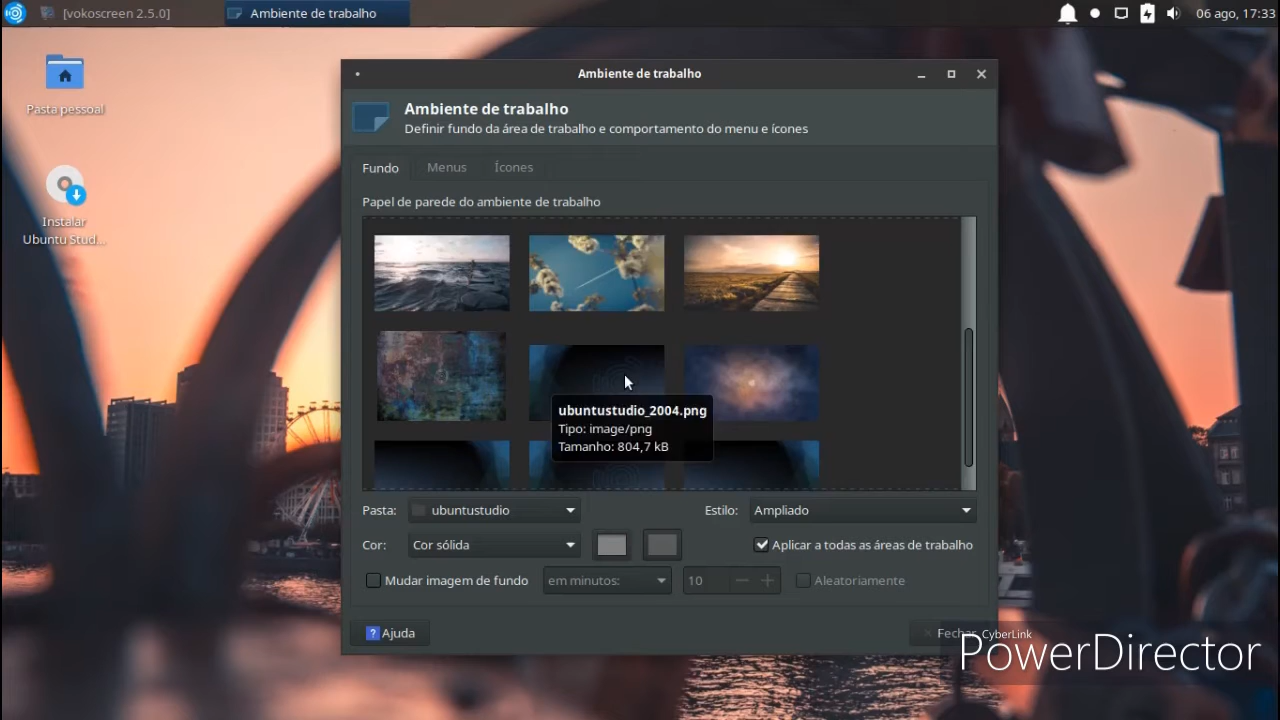 [vokoscreen 2.5.0]
Ambiente de trabalho
06 ago, 17:33
Pasta pessoal
Instalar
Ubuntu Stud...
Ambiente de trabalho
Ambiente de trabalho
Definir fundo da área de trabalho e comportamento do menu e ícones
Fundo
Menus
Ícones
Papel de parede do ambiente de trabalho
ubuntustudio_2004.png
Tipo: image/png
Tamanho: 804,7 kB
Pasta:
ubuntustudio
Estilo:
Ampliado
Cor:
Cor sólida
Aplicar a todas as áreas de trabalho
Mudar imagem de fundo
em minutos:
10
Aleatoriamente
? Ajuda
Fechar
CyberLink
PowerDirector